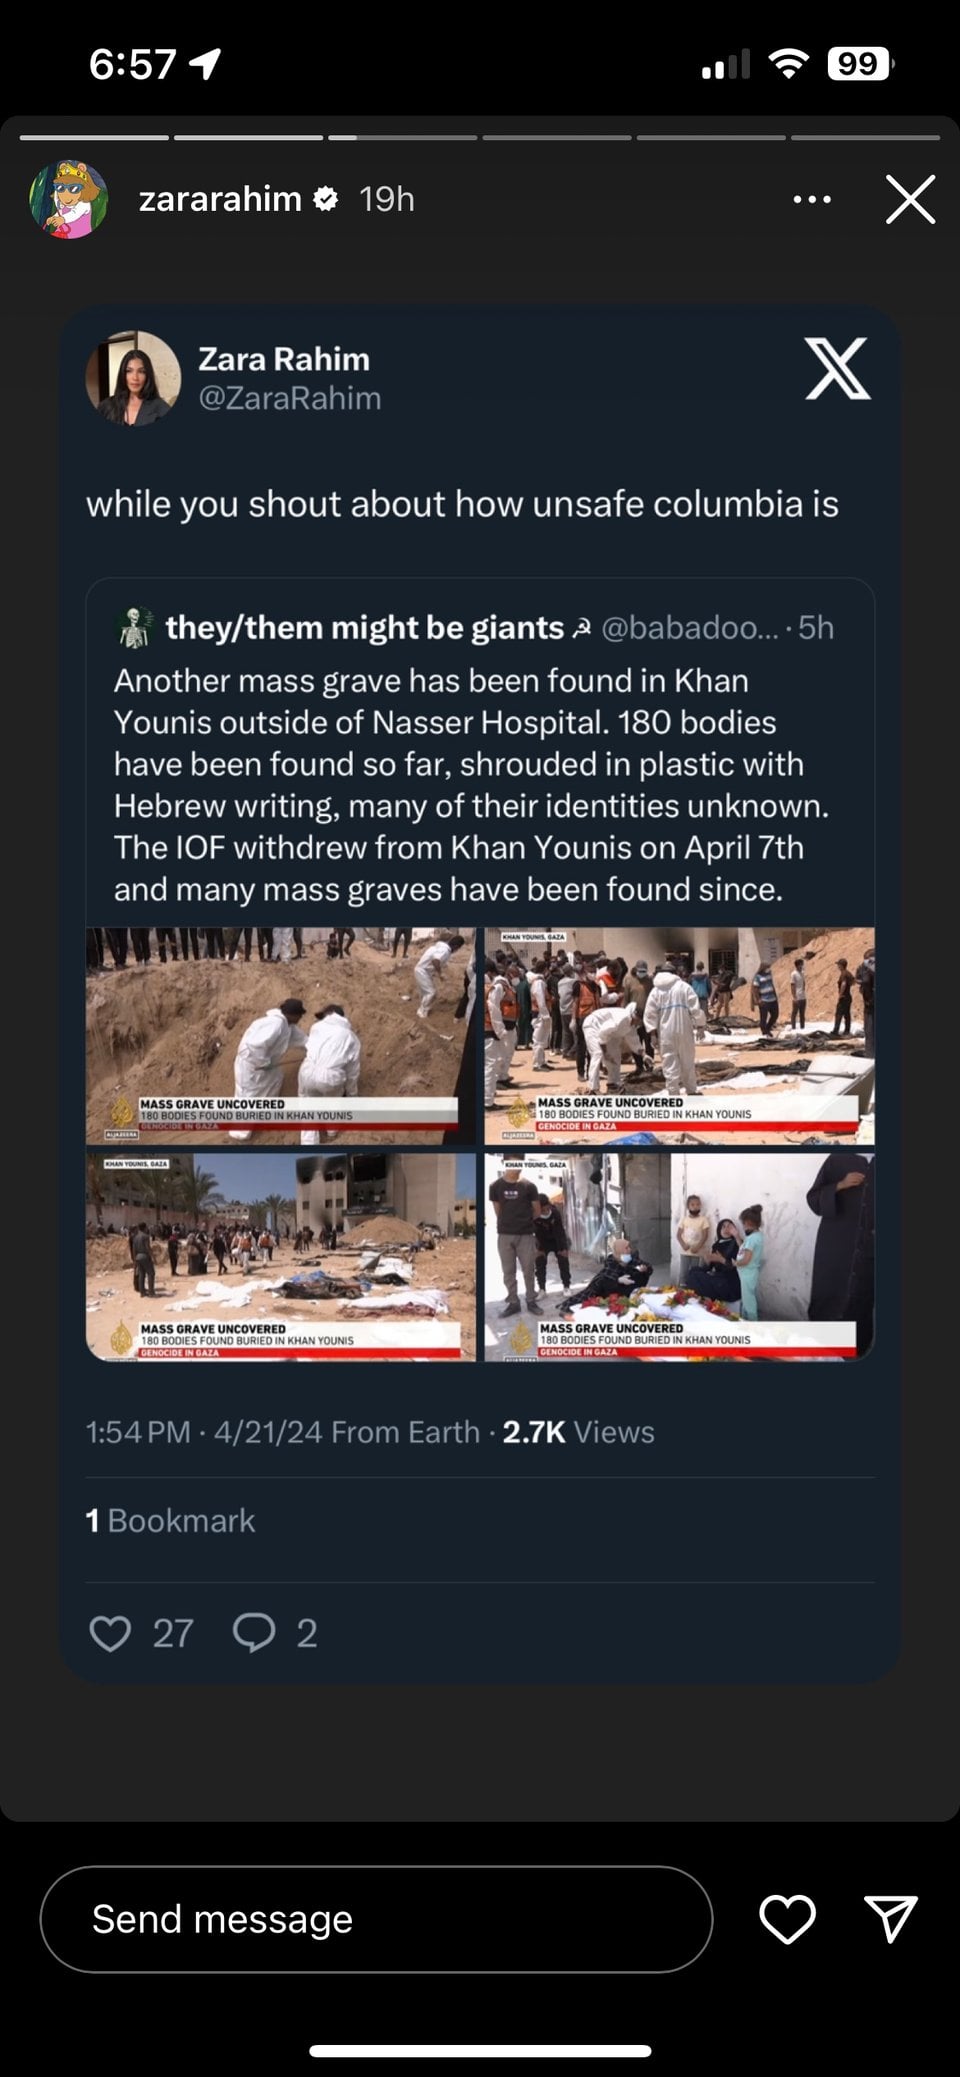 6:57
99
zararahim 19h
Zara Rahim
@ZaraRahim
while you shout about how unsafe columbia is
they/them might be giants ☭ @babadoo... · 5h
Another mass grave has been found in Khan
Younis outside of Nasser Hospital. 180 bodies
have been found so far, shrouded in plastic with
Hebrew writing, many of their identities unknown.
The IOF withdrew from Khan Younis on April 7th
and many mass graves have been found since.
MASS GRAVE UNCOVERED
180 BODIES FOUND BURIED IN KHAN YOUNIS
GENOCIDE IN GAZA
ALJAZEERA
KHAN YOUNIS, GAZA
MASS GRAVE UNCOVERED
180 BODIES FOUND BURIED IN KHAN YOUNIS
GENOCIDE IN GAZA
ALJAZEERA
KHAN YOUNIS, GAZA
MASS GRAVE UNCOVERED
180 BODIES FOUND BURIED IN KHAN YOUNIS
GENOCIDE IN GAZA
KHAN YOUNIS, GAZA
MASS GRAVE UNCOVERED
180 BODIES FOUND BURIED IN KHAN YOUNIS
GENOCIDE IN GAZA
1:54 PM · 4/21/24 From Earth · 2.7K Views
1 Bookmark
27 2
Send message